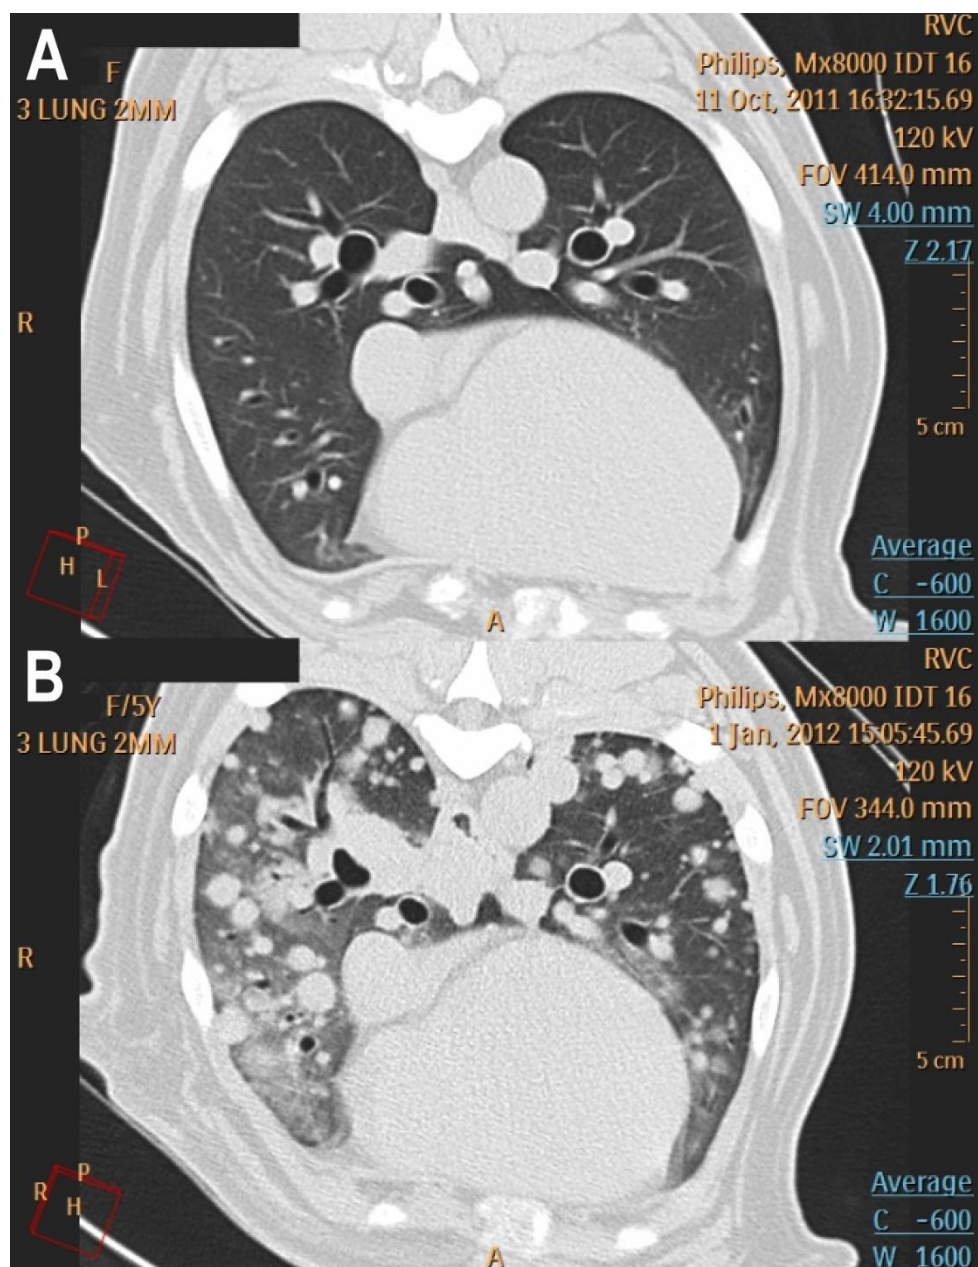 A
F
3 LUNG 2MM
RVC
Philips, Mx8000 IDT 16
11 Oct, 2011 16:32:15.69
120 kV
FOV 414.0 mm
SW 4.00 mm
Z 2.17
R
5 cm
P
H
L
A
Average
C -600
W 1600
B
F/5Y
3 LUNG 2MM
RVC
Philips, Mx8000 IDT 16
1 Jan, 2012 15:05:45.69
120 kV
FOV 344.0 mm
SW 2.01 mm
Z 1.76
R
5 cm
P
R
H
A
Average
C -600
W 1600